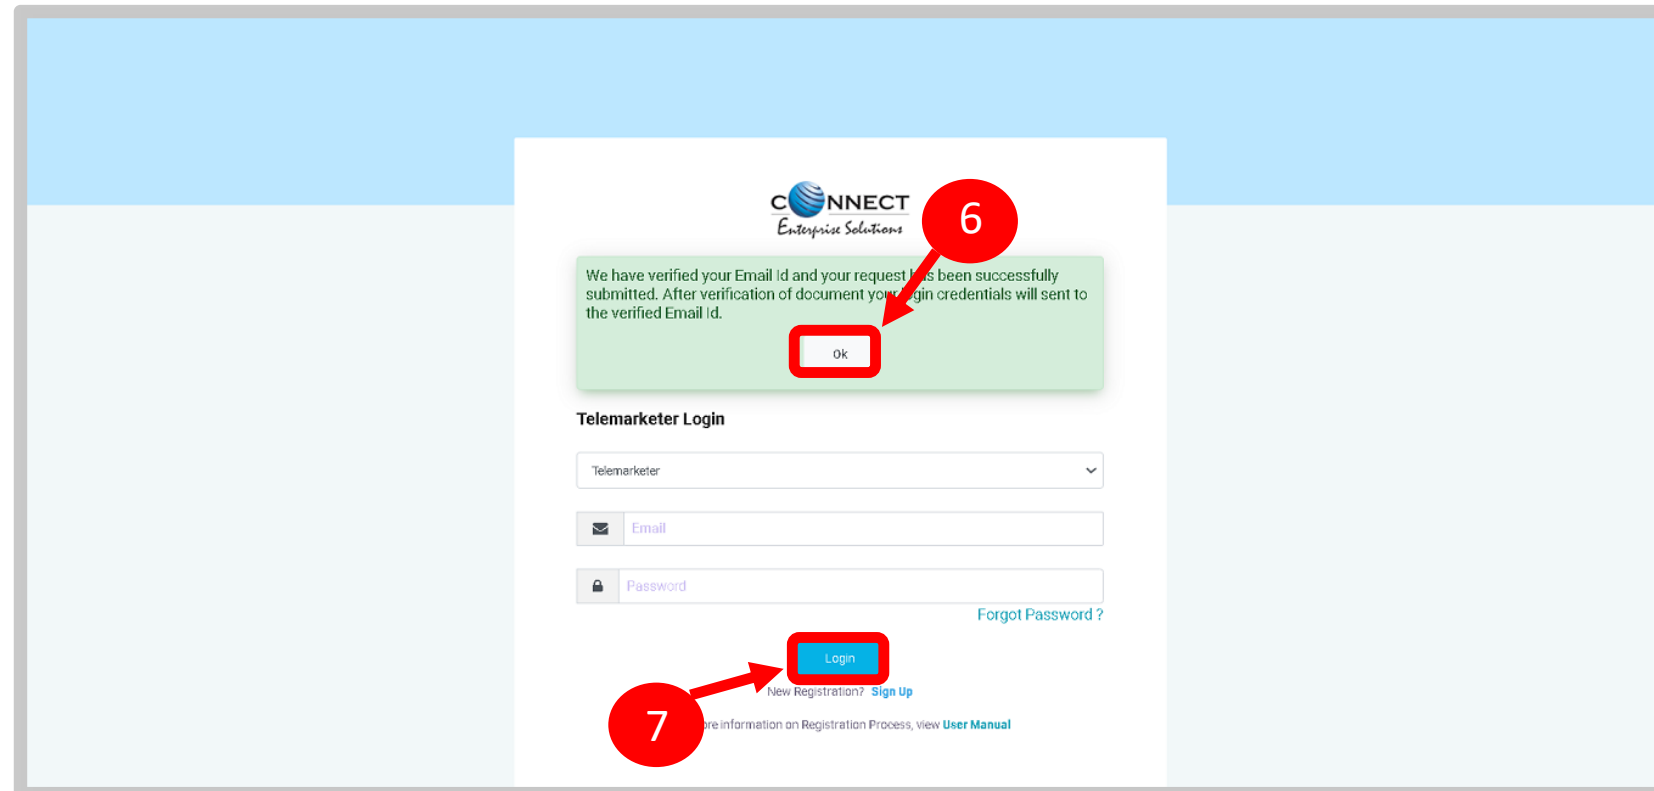 CONNECT
Enterprise Solutions
6
We have verified your Email Id and your request has been successfully
submitted. After verification of document your login credentials will sent to
the verified Email Id.
Ok
Telemarketer Login
Telemarketer
Email
Password
Forgot Password ?
Login
New Registration? Sign Up
7
information on Registration Process, view User Manual